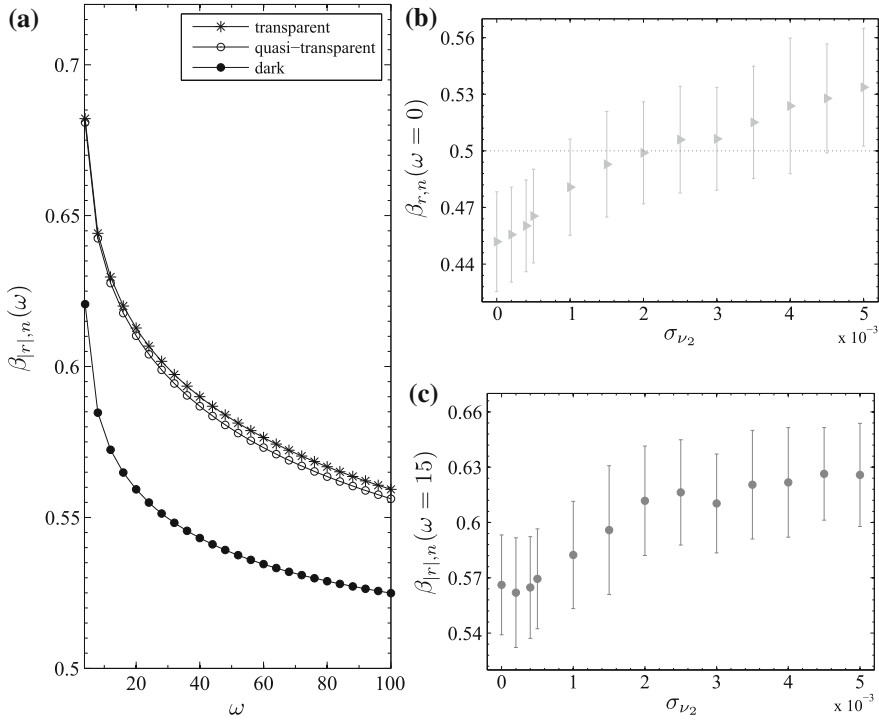 (a)
transparent
quasi−transparent
dark
0.7
0.65
0.6
0.55
0.5
β|r|,n(ω)
20 40 60 80 100
ω
(b)
0.56
0.53
0.5
0.47
0.44
βr,n(ω = 0)
0 1 2 3 4 5
σν2
x 10−3
(c)
0.66
0.63
0.6
0.57
0.54
β|r|,n(ω = 15)
0 1 2 3 4 5
σν2
x 10−3